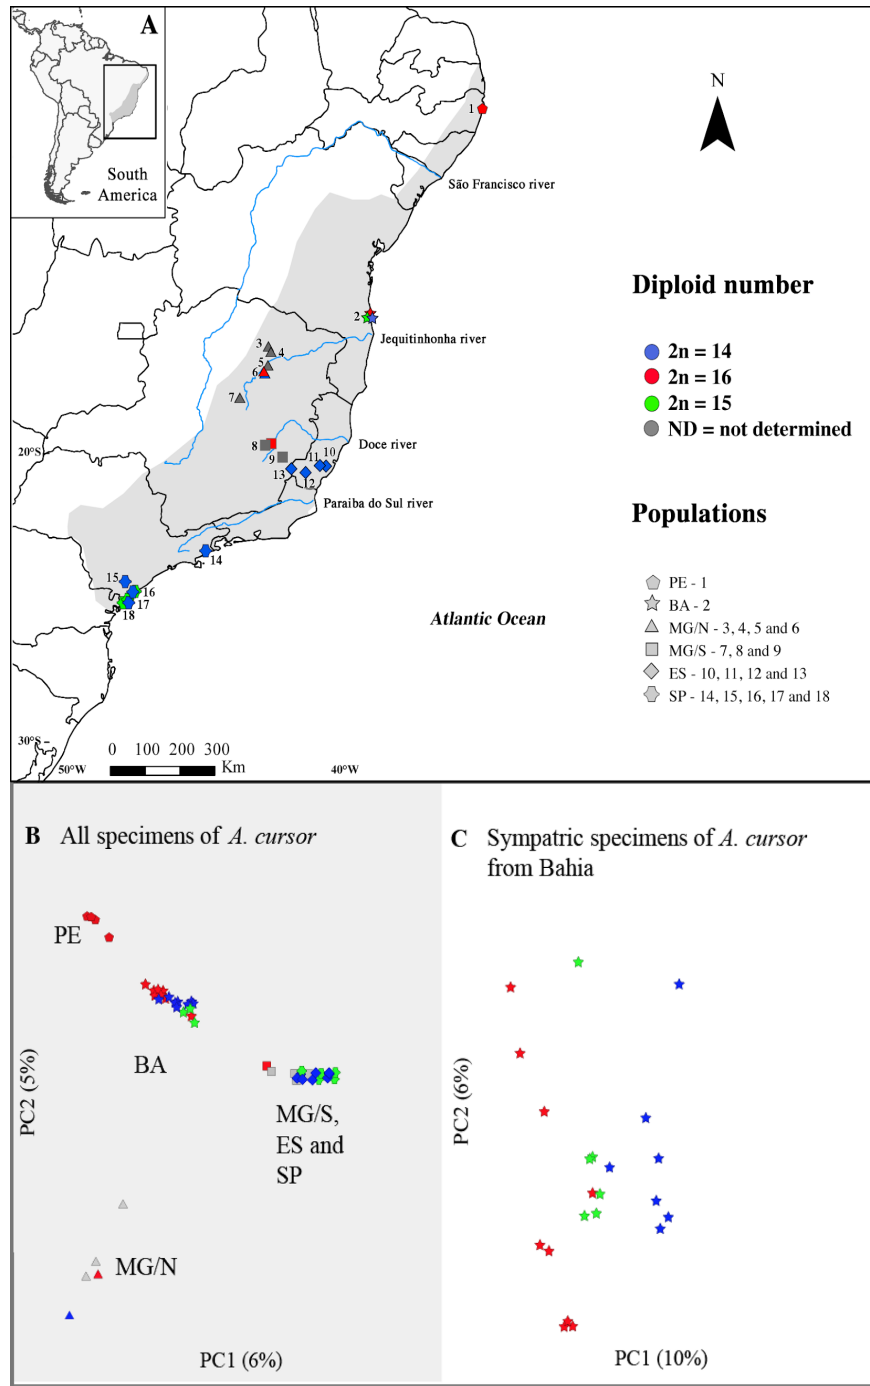 A
South
America
N
1
São Francisco river
2
Jequitinhonha river
3
4
5
6
7
8
9
Doce river
10
11
12
13
Paraiba do Sul river
14
15
16
17
18
20°S
30°S
50°W
40°W
0 100 200 300
Km
Atlantic Ocean
Diploid number
2n = 14
2n = 16
2n = 15
ND = not determined
Populations
PE - 1
BA - 2
MG/N - 3, 4, 5 and 6
MG/S - 7, 8 and 9
ES - 10, 11, 12 and 13
SP - 14, 15, 16, 17 and 18
B All specimens of A. cursor
PE
BA
MG/S,
ES and
SP
MG/N
PC2 (5%)
PC1 (6%)
C Sympatric specimens of A. cursor
from Bahia
PC2 (6%)
PC1 (10%)